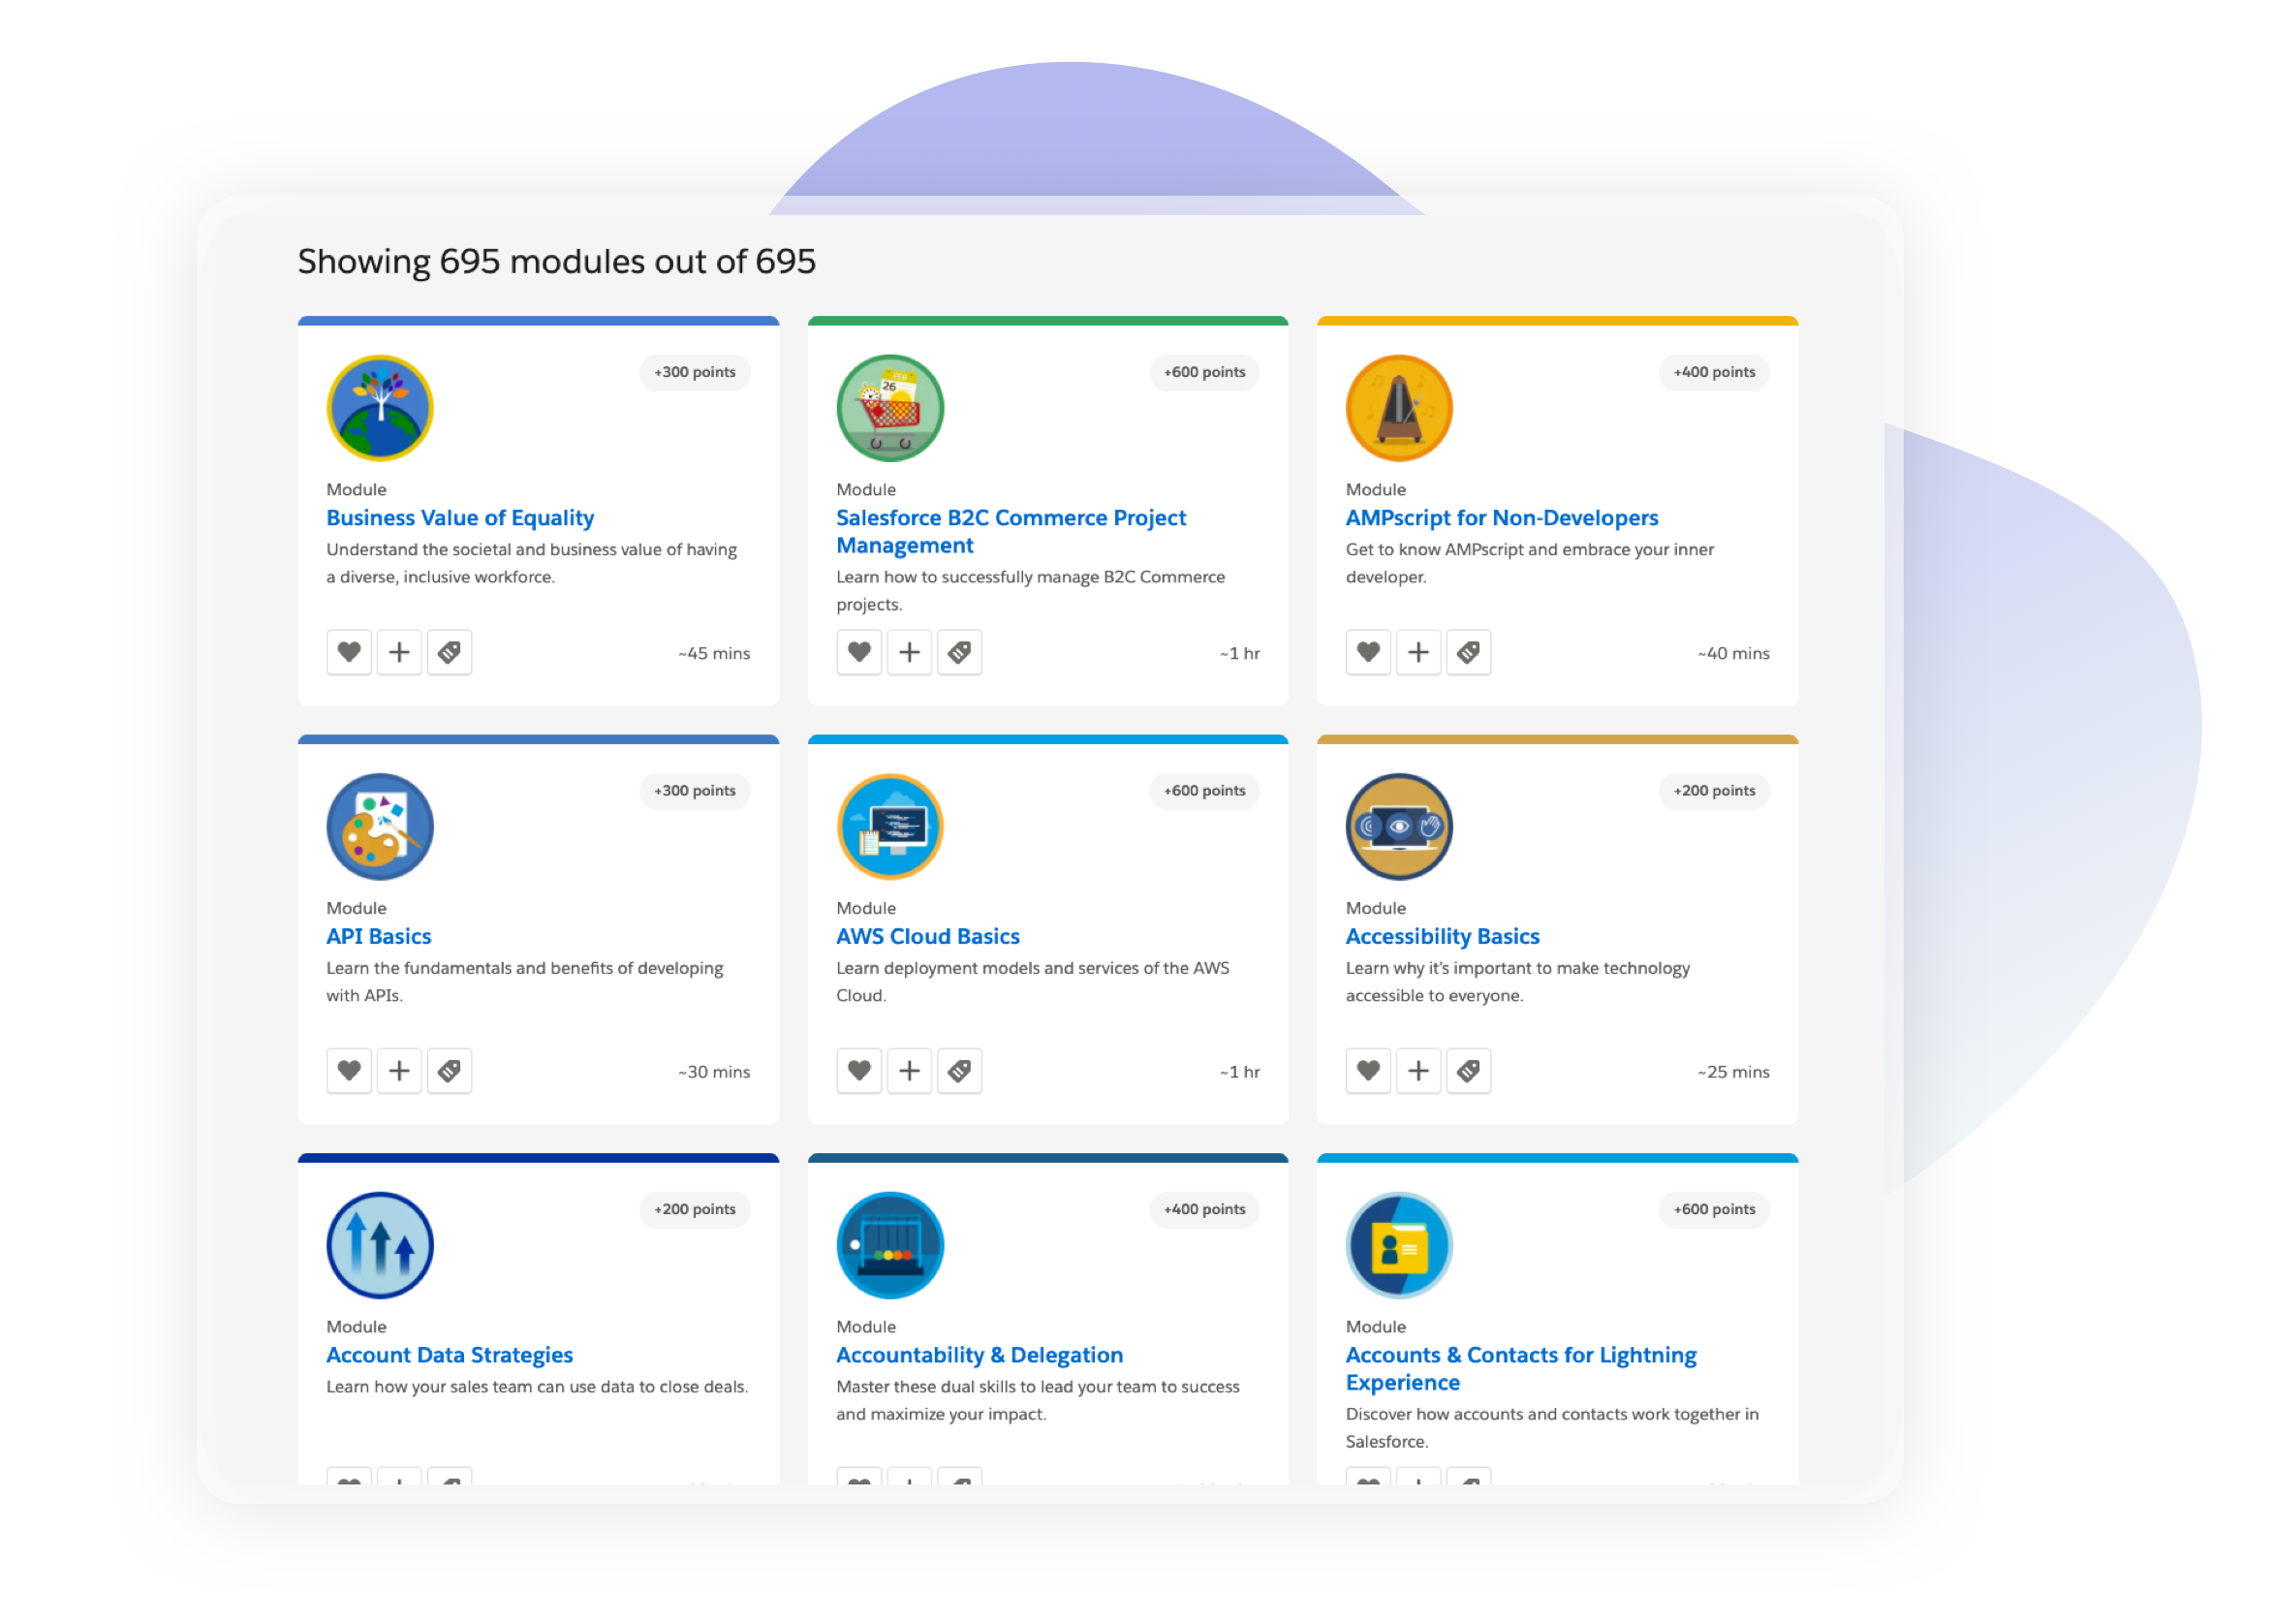 Showing 695 modules out of 695
+300 points
Module
Business Value of Equality
Understand the societal and business value of having
a diverse, inclusive workforce.
~45 mins
+600 points
FEB
26
Module
Salesforce B2C Commerce Project
Management
Learn how to successfully manage B2C Commerce
projects.
~1 hr
+400 points
Module
AMPscript for Non-Developers
Get to know AMPscript and embrace your inner
developer.
~40 mins
+300 points
Module
API Basics
Learn the fundamentals and benefits of developing
with APIs.
~30 mins
+600 points
Module
AWS Cloud Basics
Learn deployment models and services of the AWS
Cloud.
~1 hr
+200 points
Module
Accessibility Basics
Learn why it's important to make technology
accessible to everyone.
~25 mins
+200 points
Module
Account Data Strategies
Learn how your sales team can use data to close deals.
+400 points
Module
Accountability & Delegation
Master these dual skills to lead your team to success
and maximize your impact.
+600 points
Module
Accounts & Contacts for Lightning
Experience
Discover how accounts and contacts work together in
Salesforce.